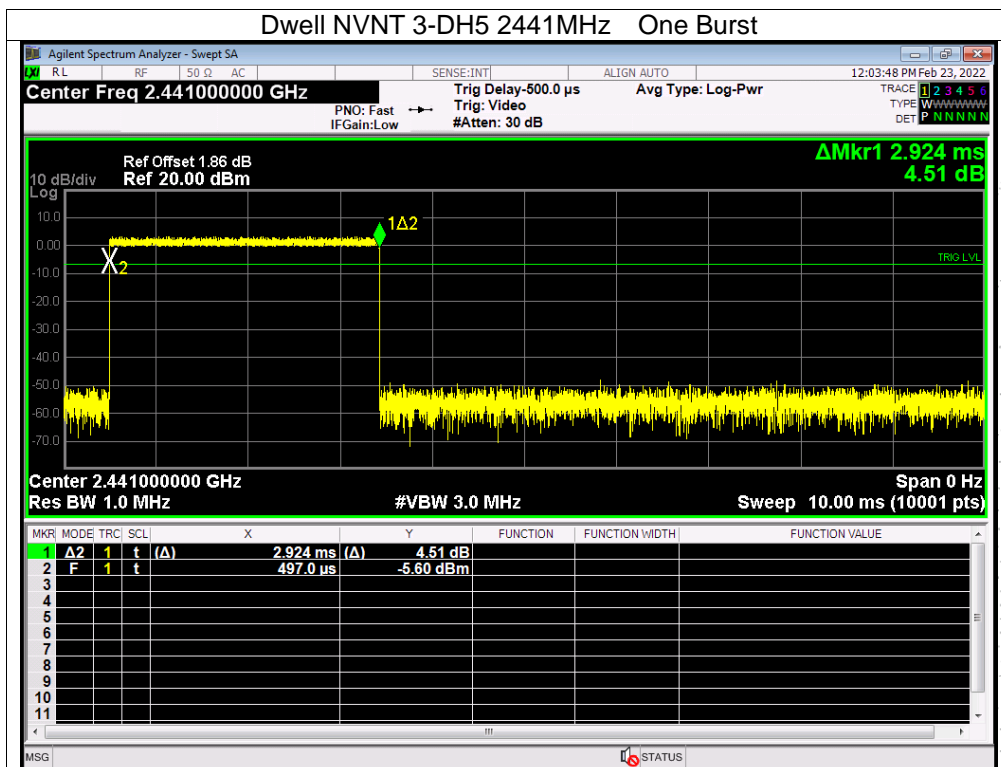 Dwell NVNT 3-DH5 2441MHz One Burst
Agilent Spectrum Analyzer - Swept SA
LXI RL RF 50 Ω AC SENSE:INT ALIGN AUTO 12:03:48 PM Feb 23, 2022
Center Freq 2.441000000 GHz
PNO: Fast
IFGain:Low
Trig Delay-500.0 µs
Trig: Video
#Atten: 30 dB
Avg Type: Log-Pwr
TRACE 1 2 3 4 5 6
TYPE WWWWWW
DET P N N N N N
ΔMkr1 2.924 ms
4.51 dB
Ref Offset 1.86 dB
10 dB/div Ref 20.00 dBm
Log
10.0
0.00
-10.0
-20.0
-30.0
-40.0
-50.0
-60.0
-70.0
1Δ2
X2
TRIG LVL
Center 2.441000000 GHz Span 0 Hz
Res BW 1.0 MHz #VBW 3.0 MHz Sweep 10.00 ms (10001 pts)
MKR MODE TRC SCL X Y FUNCTION FUNCTION WIDTH FUNCTION VALUE
1 Δ2 1 t (Δ) 2.924 ms (Δ) 4.51 dB
2 F 1 t 497.0 µs -5.60 dBm
3
4
5
6
7
8
9
10
11
MSG STATUS